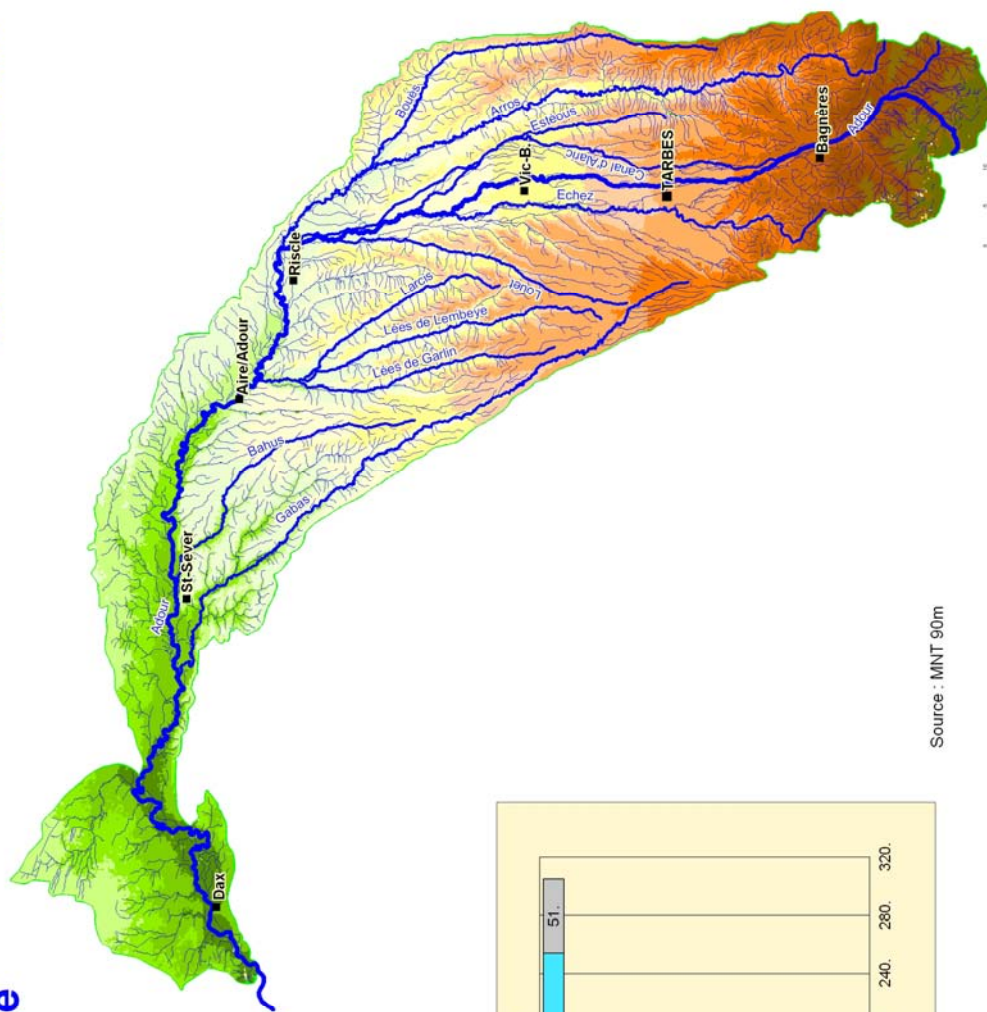 e
Adour
Dax
St-Sever
Aire/Adour
Riscle
Bahus
Gabas
Larcis
Lées de Lembeye
Lées de Garlin
Louet
Bouès
Arros
Estéous
Canal d'Alaric
Vic-B.
Echez
TARBES
Adour
Bagnères
51.
240.
280.
320.
Source : MNT 90m